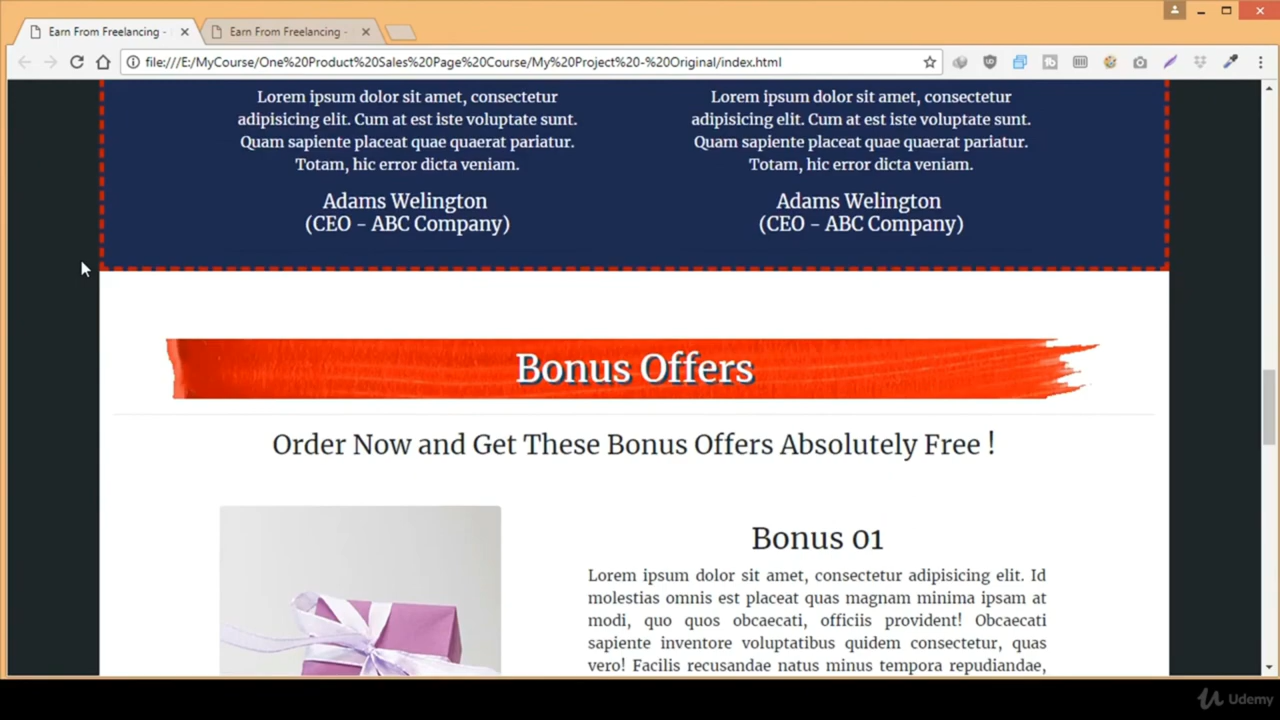 Earn From Freelancing -
Earn From Freelancing -
file:///E:/MyCourse/One%20Product%20Sales%20Page%20Course/My%20Project%20-%20Original/index.html
Lorem ipsum dolor sit amet, consectetur
adipisicing elit. Cum at est iste voluptate sunt.
Quam sapiente placeat quae quaerat pariatur.
Totam, hic error dicta veniam.
Adams Welington
(CEO - ABC Company)
Lorem ipsum dolor sit amet, consectetur
adipisicing elit. Cum at est iste voluptate sunt.
Quam sapiente placeat quae quaerat pariatur.
Totam, hic error dicta veniam.
Adams Welington
(CEO - ABC Company)
Bonus Offers
Order Now and Get These Bonus Offers Absolutely Free !
Bonus 01
Lorem ipsum dolor sit amet, consectetur adipisicing elit. Id
molestias omnis est placeat quas magnam minima ipsam at
modi, quo quos obcaecati, officiis provident! Obcaecati
sapiente inventore voluptatibus quidem consectetur, quas
vero! Facilis recusandae natus minus tempora repudiandae,
Udemy